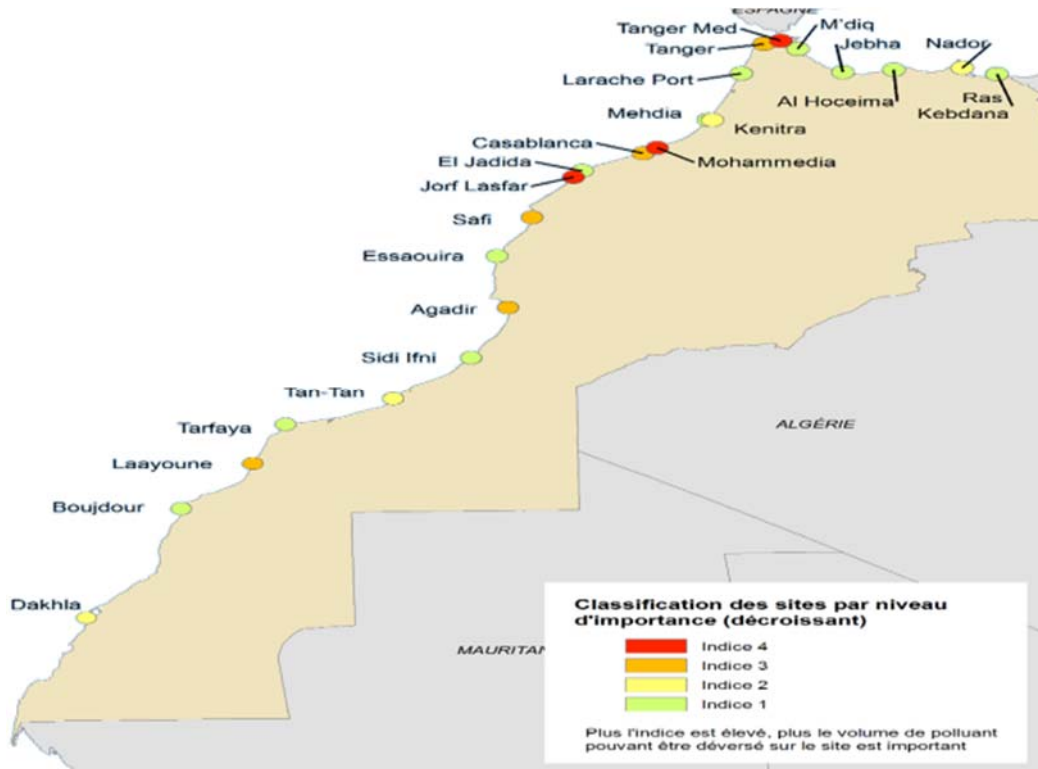 ESPAGNE
Tanger Med
M'diq
Tanger
Jebha
Nador
Larache Port
Al Hoceima
Ras
Kebdana
Mehdia
Kenitra
Casablanca
Mohammedia
El Jadida
Jorf Lasfar
Safi
Essaouira
Agadir
Sidi Ifni
Tan-Tan
ALGÉRIE
Tarfaya
Laayoune
Boujdour
Dakhla
MAURITAN
Classification des sites par niveau
d'importance (décroissant)
Indice 4
Indice 3
Indice 2
Indice 1
Plus l'indice est élevé, plus le volume de polluant
pouvant être déversé sur le site est important